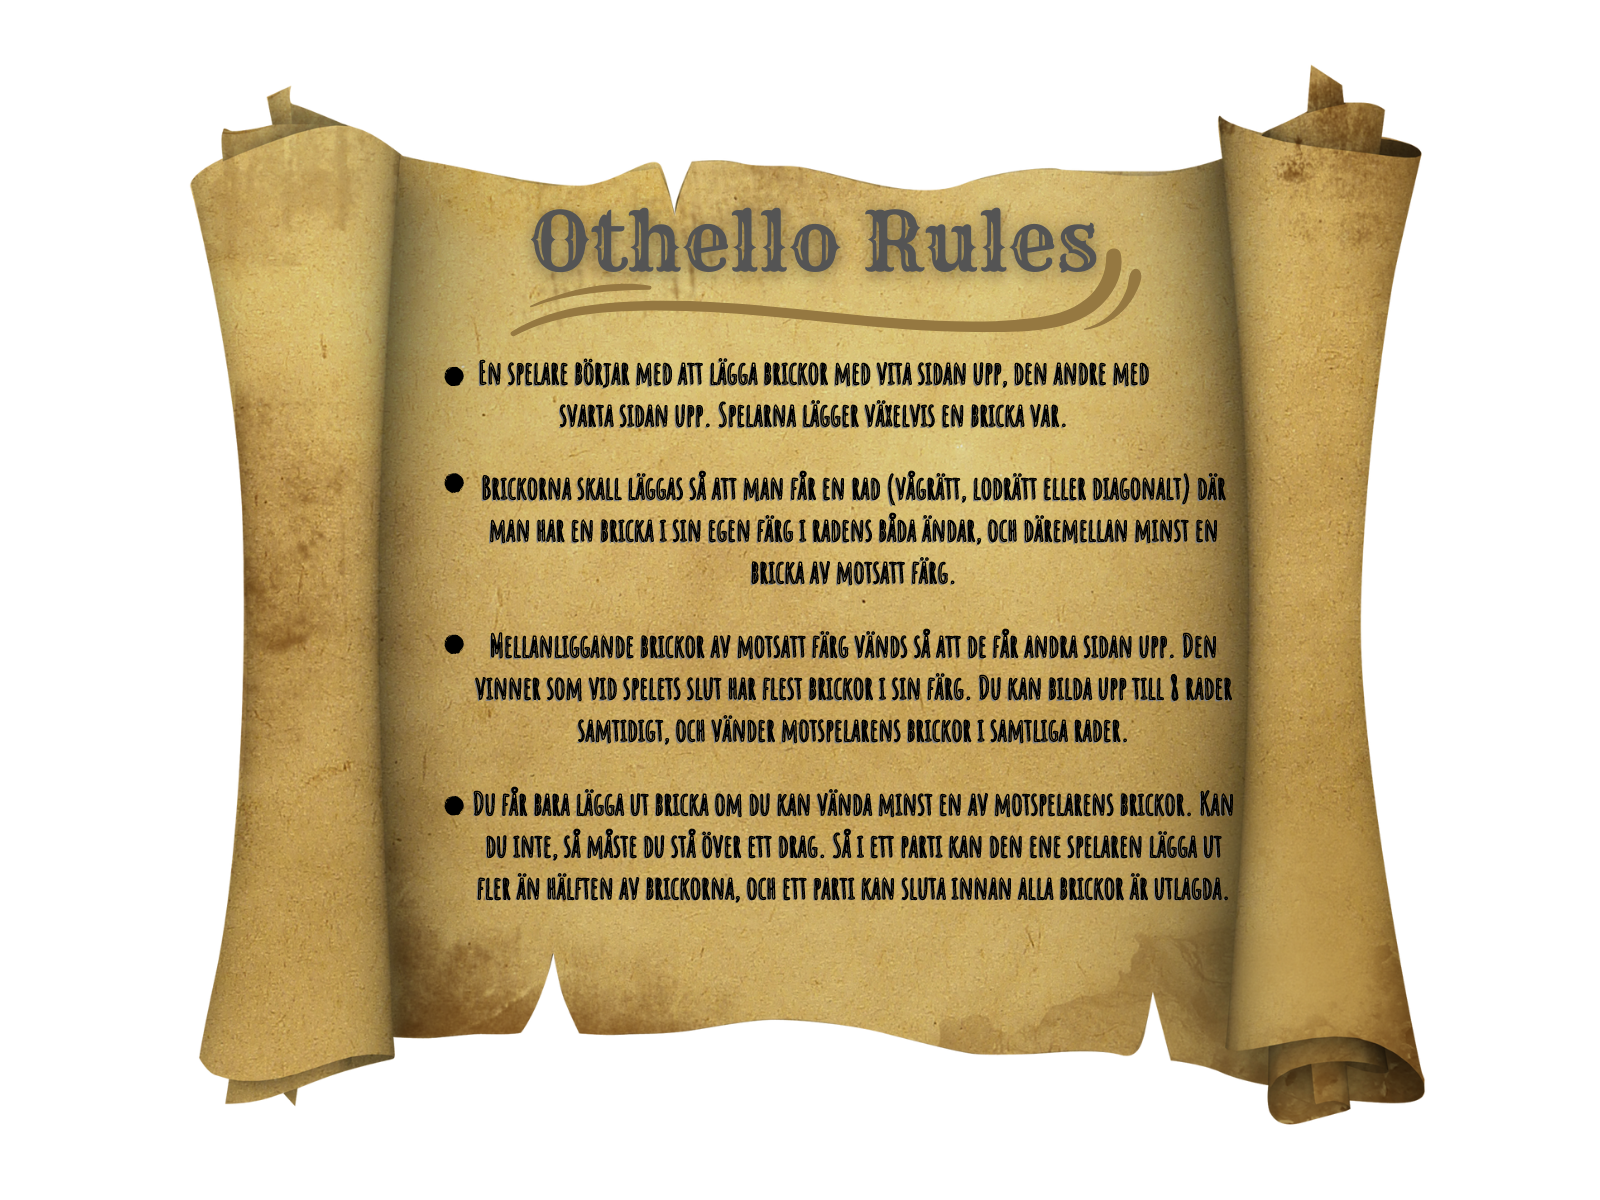 Othello Rules
● En spelare börjar med att lägga brickor med vita sidan upp, den andre med
svarta sidan upp. Spelarna lägger växelvis en bricka var.
● Brickorna skall läggas så att man får en rad (vågrätt, lodrätt eller diagonalt) där
man har en bricka i sin egen färg i radens båda ändar, och däremellan minst en
bricka av motsatt färg.
● Mellanliggande brickor av motsatt färg vänds så att de får andra sidan upp. Den
vinner som vid spelets slut har flest brickor i sin färg. Du kan bilda upp till 8 rader
samtidigt, och vänder motspelarens brickor i samtliga rader.
● Du får bara lägga ut bricka om du kan vända minst en av motspelarens brickor. Kan
du inte, så måste du stå över ett drag. Så i ett parti kan den ene spelaren lägga ut
fler än hälften av brickorna, och ett parti kan sluta innan alla brickor är utlagda.